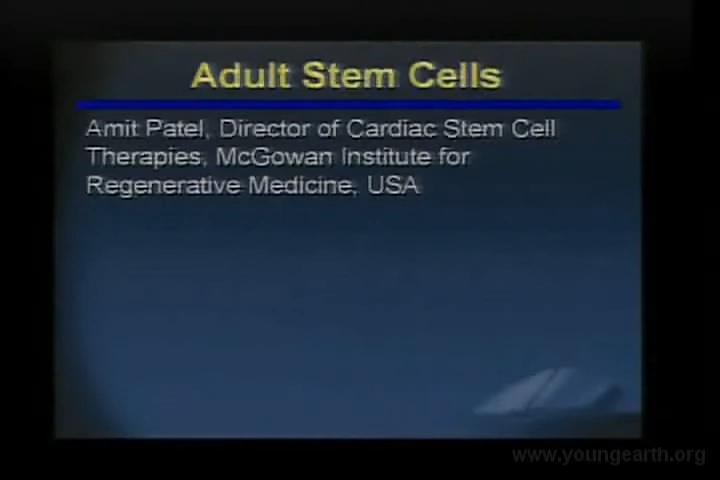 Adult Stem Cells
Amit Patel, Director of Cardiac Stem Cell
Therapies, McGowan Institute for
Regenerative Medicine, USA
www.youngearth.org